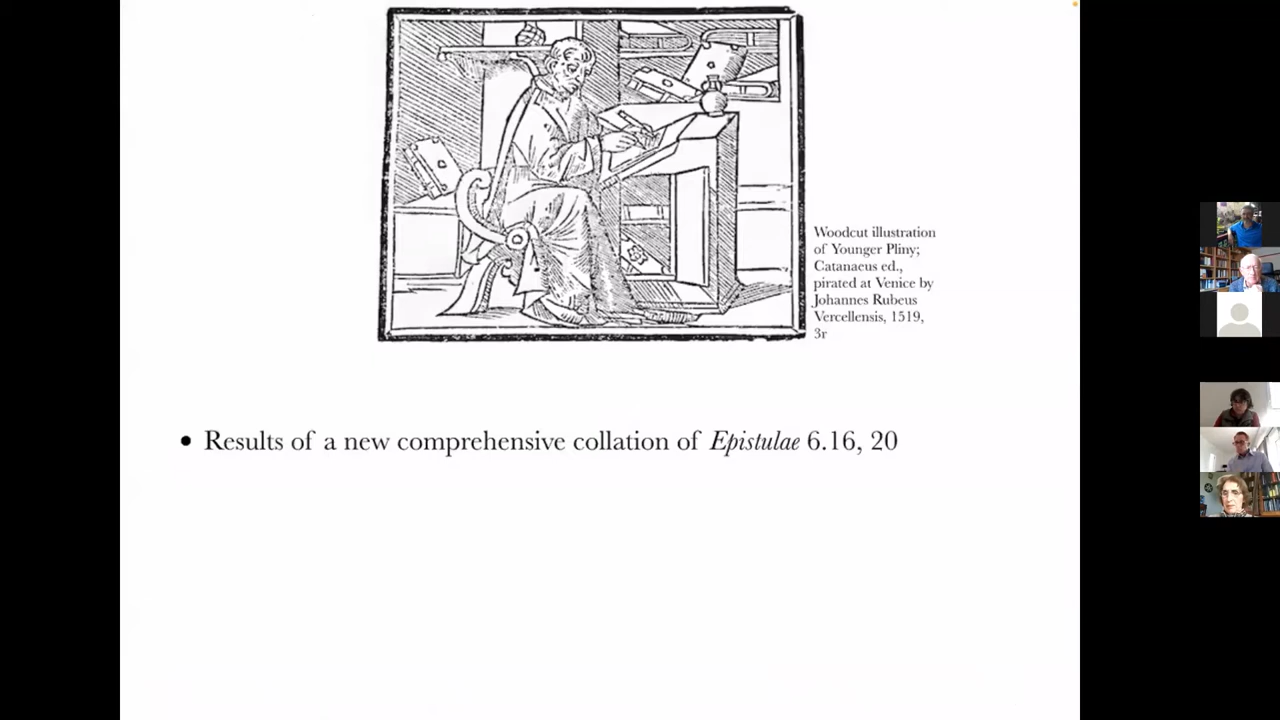 Woodcut illustration
of Younger Pliny;
Catanaeus ed.,
pirated at Venice by
Johannes Rubeus
Vercellensis, 1519,
3r
• Results of a new comprehensive collation of Epistulae 6.16, 20